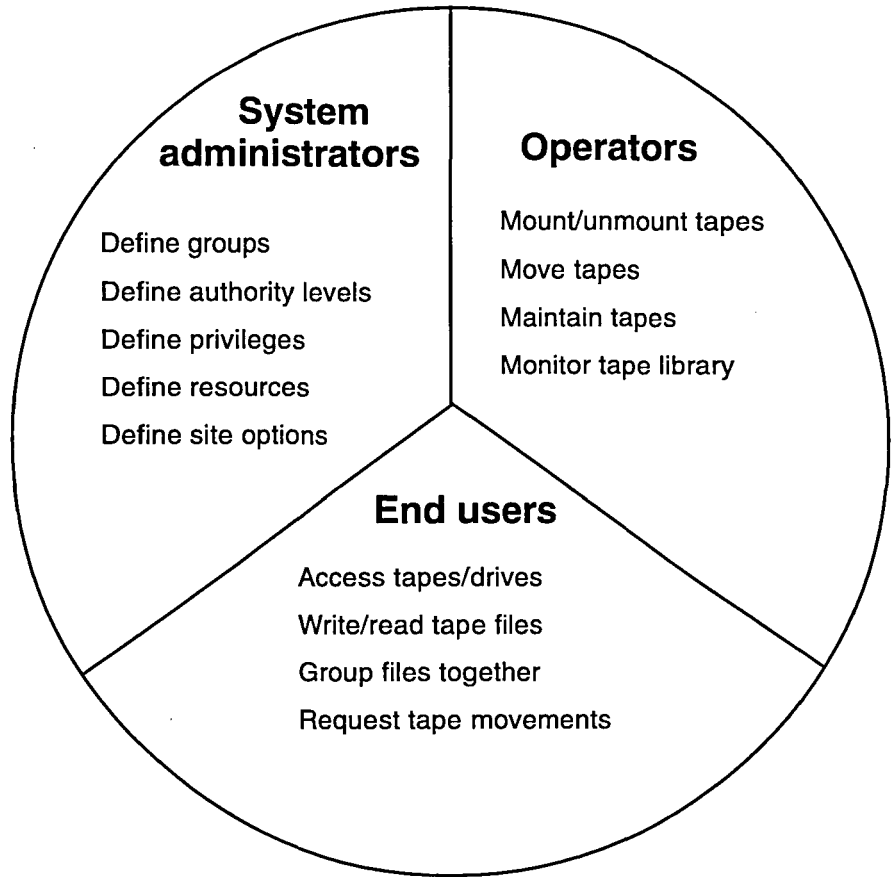 System
administrators
Define groups
Define authority levels
Define privileges
Define resources
Define site options
Operators
Mount/unmount tapes
Move tapes
Maintain tapes
Monitor tape library
End users
Access tapes/drives
Write/read tape files
Group files together
Request tape movements